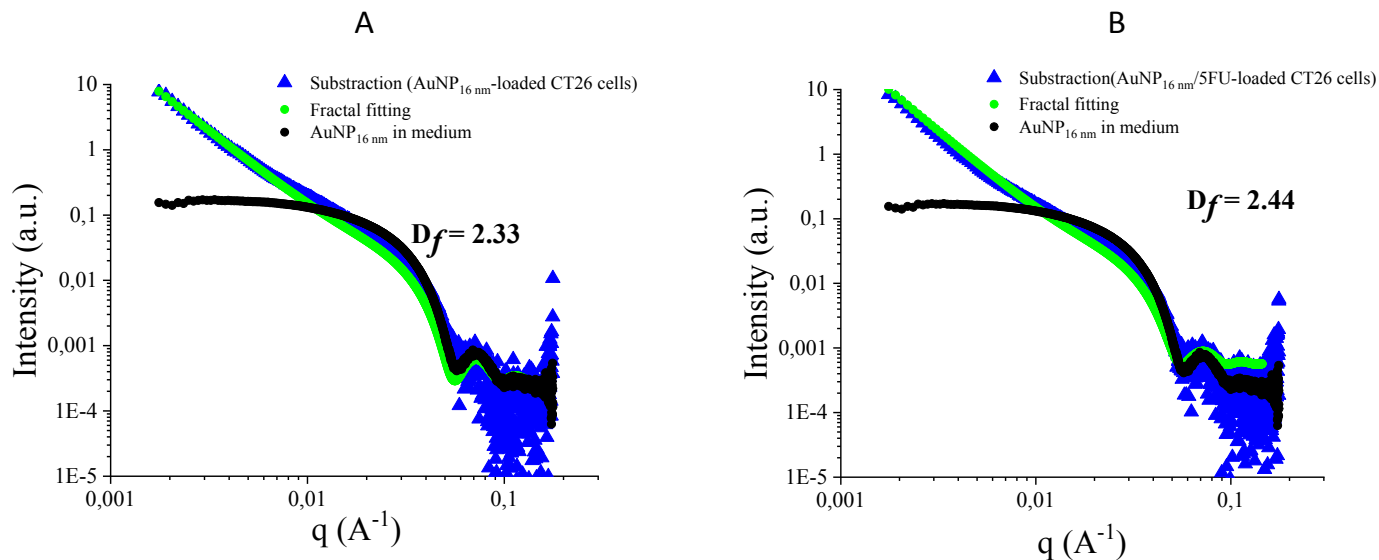 A
Substraction (AuNP16 nm-loaded CT26 cells)
Fractal fitting
AuNP16 nm in medium
Df = 2.33
Intensity (a.u.)
10
1
0,1
0,01
0,001
1E-4
1E-5
0,001
0,01
0,1
q (A-1)
B
Substraction(AuNP16 nm/5FU-loaded CT26 cells)
Fractal fitting
AuNP16 nm in medium
Df = 2.44
Intensity (a.u.)
10
1
0,1
0,01
0,001
1E-4
1E-5
0,001
0,01
0,1
q (A-1)